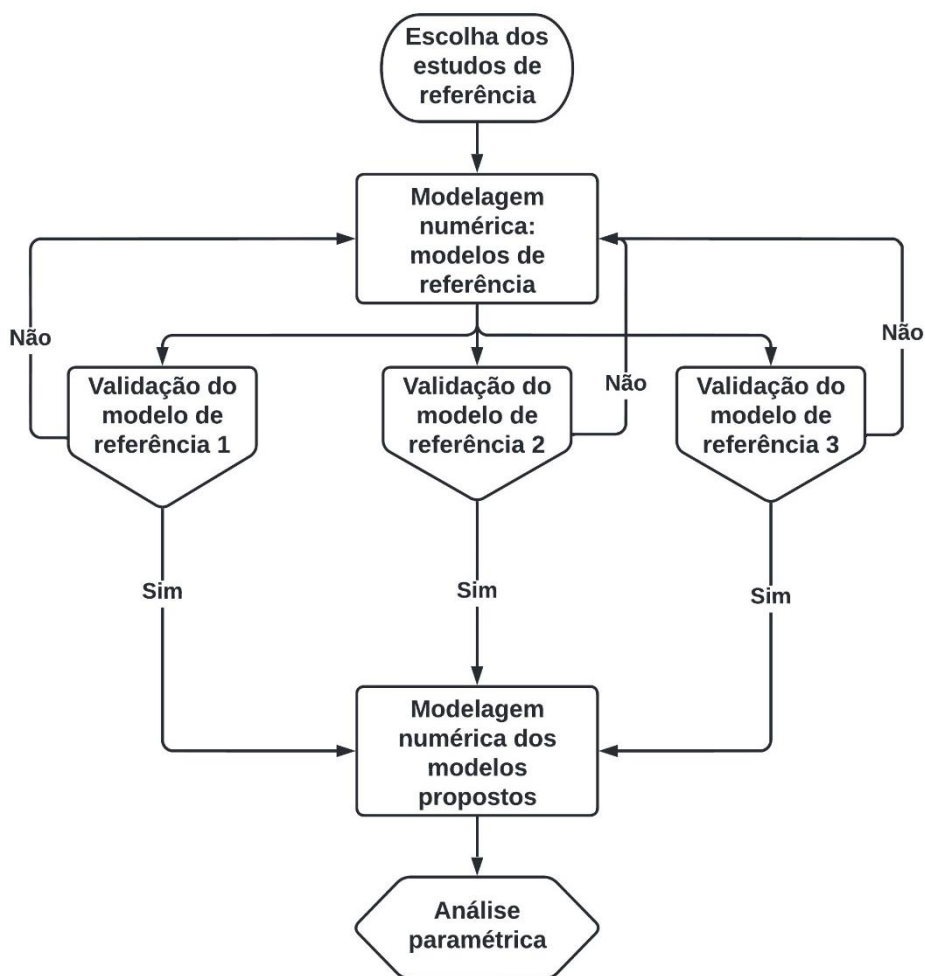 Escolha dos
estudos de
referência
Modelagem
numérica:
modelos de
referência
Não
Não
Não
Validação do
modelo de
referência 1
Validação do
modelo de
referência 2
Validação do
modelo de
referência 3
Sim
Sim
Sim
Modelagem
numérica dos
modelos
propostos
Análise
paramétrica